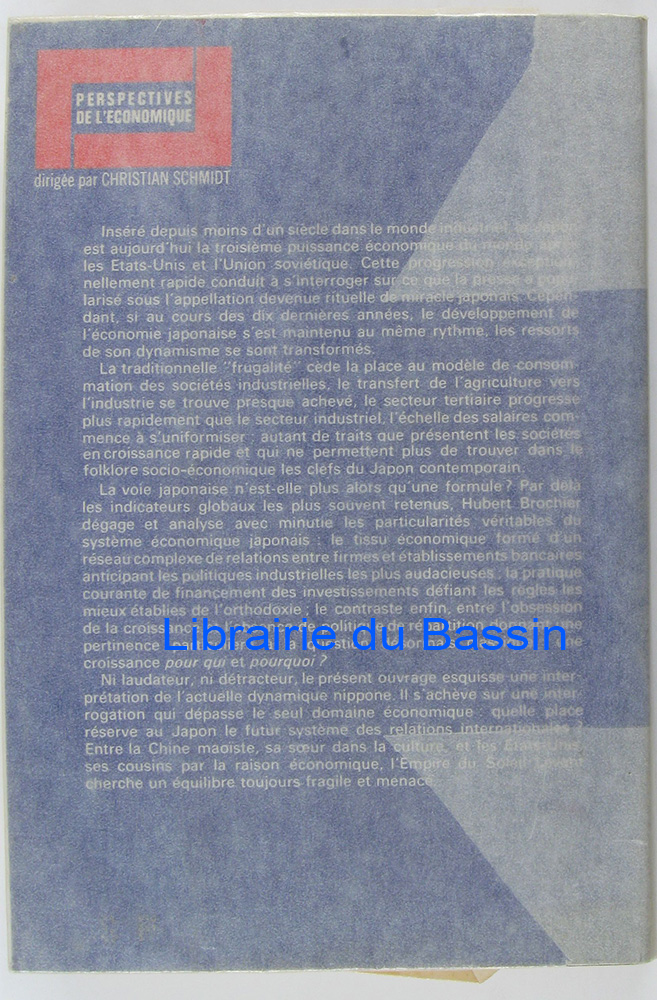 PERSPECTIVES
DE L'ECONOMIQUE
dirigée par CHRISTIAN SCHMIDT
Inséré depuis moins d'un siècle dans le monde industriel, le Japon
est aujourd'hui la troisième puissance économique du monde après
les Etats-Unis et l'Union soviétique. Cette progression exception-
nellement rapide conduit à s'interroger sur ce que la presse a popu-
larisé sous l'appellation devenue rituelle de miracle japonais. Cepen-
dant, si au cours des dix dernières années, le développement de
l'économie japonaise s'est maintenu au même rythme, les ressorts
de son dynamisme se sont transformés.
La traditionnelle "frugalité" cède la place au modèle de consom-
mation des sociétés industrielles, le transfert de l'agriculture vers
l'industrie se trouve presque achevé, le secteur tertiaire progresse
plus rapidement que le secteur industriel, l'échelle des salaires com-
mence à s'uniformiser ; autant de traits que présentent les sociétés
en croissance rapide et qui ne permettent plus de trouver dans le
folklore socio-économique les clefs du Japon contemporain.
La voie japonaise n'est-elle plus alors qu'une formule ? Par delà
les indicateurs globaux les plus souvent retenus, Hubert Brochier
dégage et analyse avec minutie les particularités véritables du
système économique japonais : le tissu économique formé d'un
réseau complexe de relations entre firmes et établissements bancaires
anticipant les politiques industrielles les plus audacieuses ; la pratique
courante de financement des investissements défiant les règles les
mieux établies de l'orthodoxie ; le contraste enfin, entre l'obsession
de la croissance et l'absence de politique de répartition donnant une
pertinence
croissance pour qui et pourquoi ?
Librairie du Bassin
Ni laudateur, ni détracteur, le présent ouvrage esquisse une inter-
prétation de l'actuelle dynamique nippone. Il s'achève sur une inter-
rogation qui dépasse le seul domaine économique : quelle place
réserve au Japon le futur système des relations internationales ?
Entre la Chine maoïste, sa sœur dans la culture, et les Etats-Unis,
ses cousins par la raison économique, l'Empire du Soleil Levant
cherche un équilibre toujours fragile et menacé.